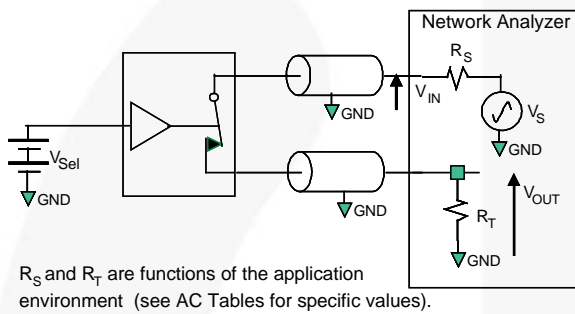 Network Analyzer
R_S
V_IN
V_S
GND
GND
V_Sel
GND
GND
V_OUT
R_T
GND
R_S and R_T are functions of the application
environment (see AC Tables for specific values).